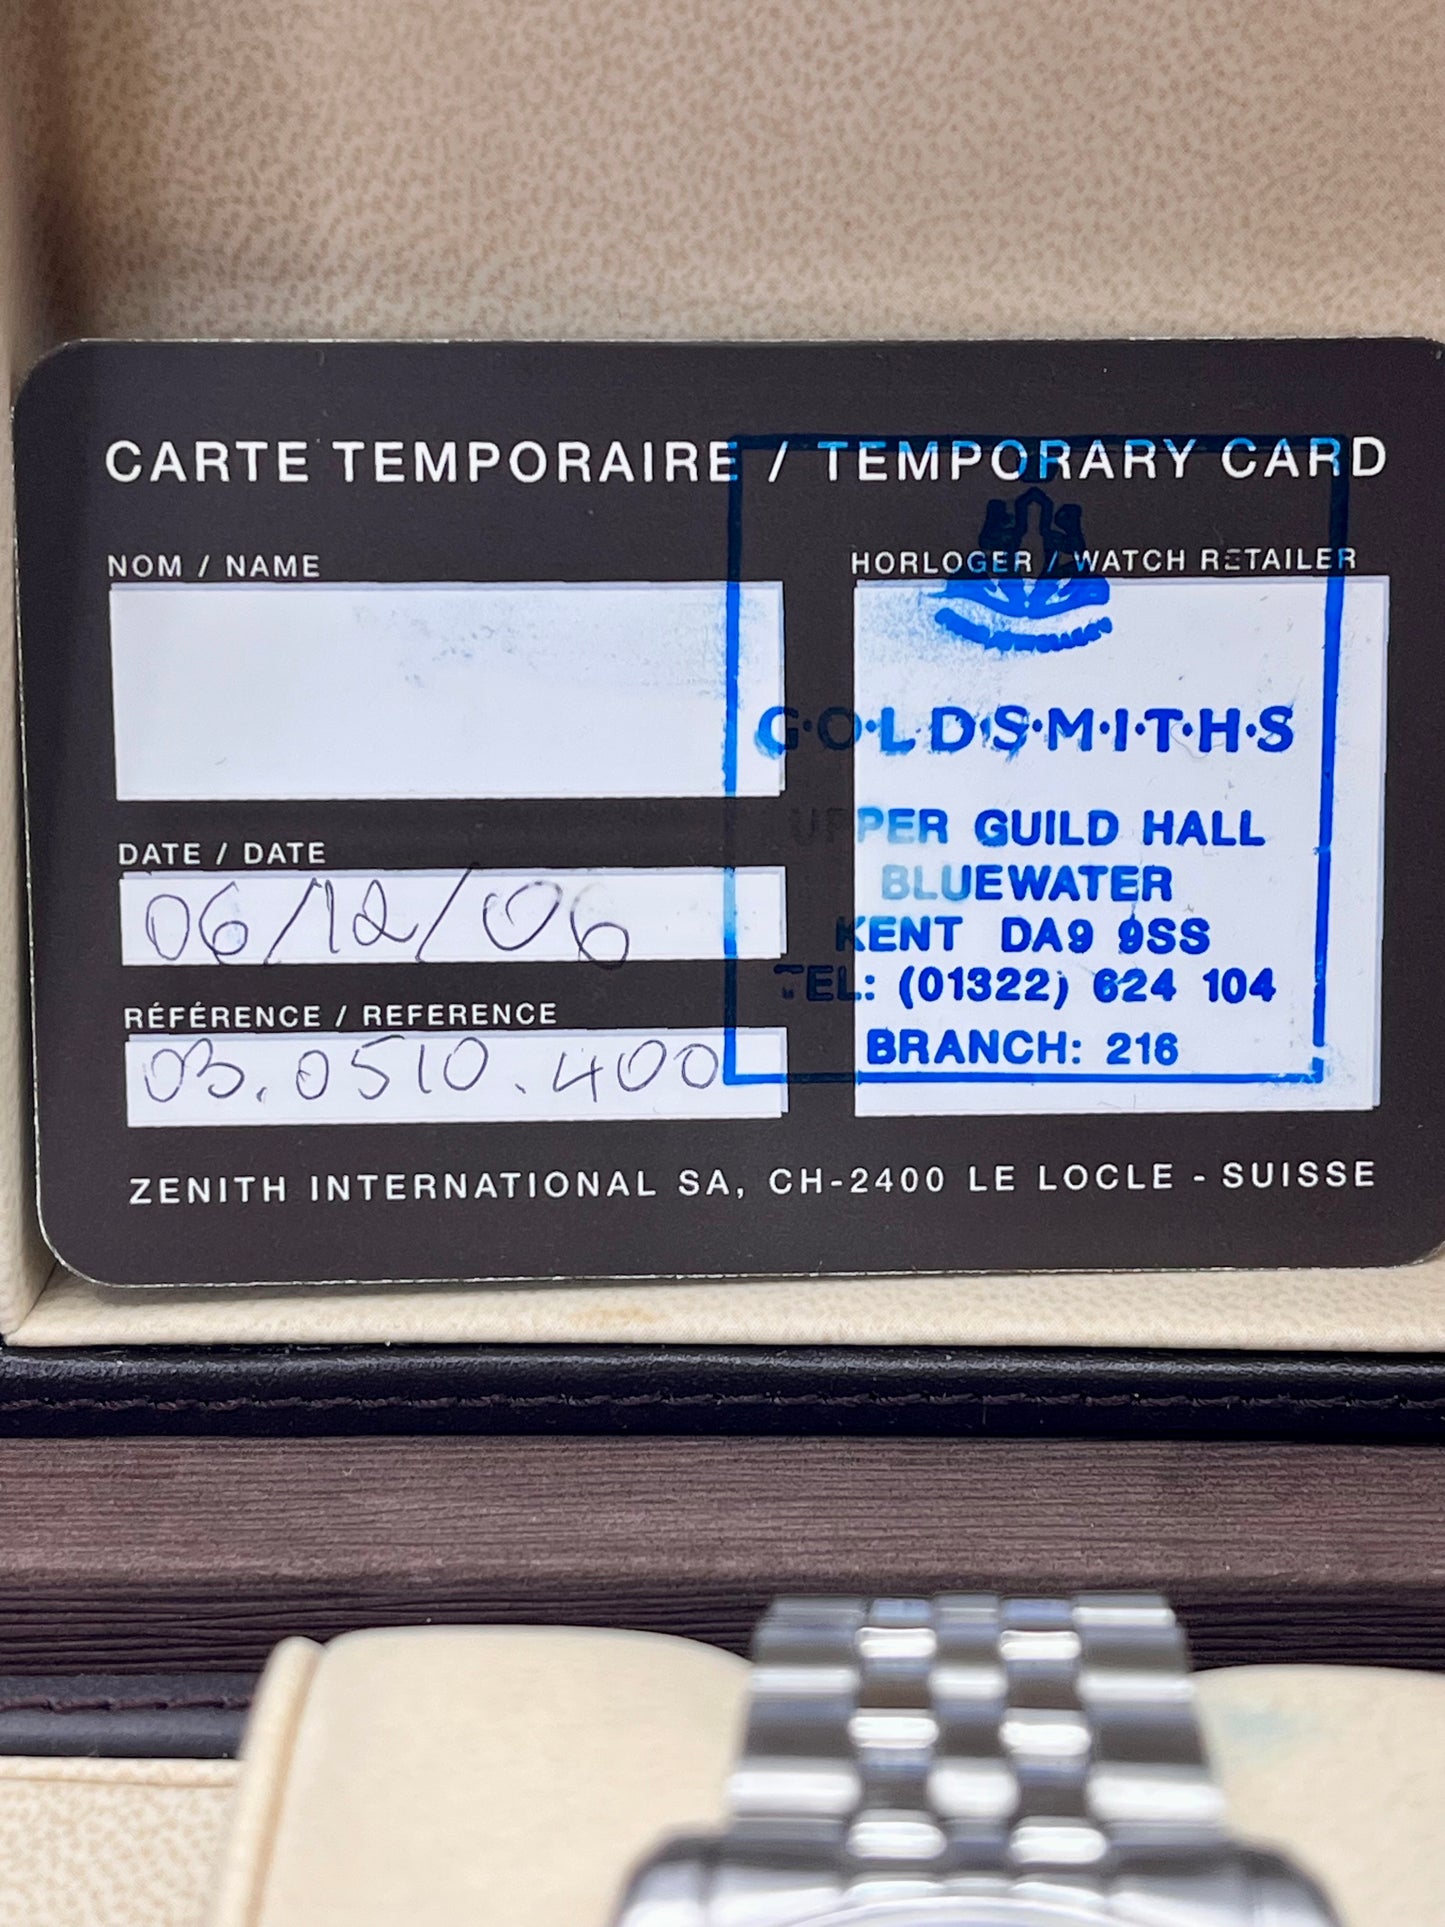 CARTE TEMPORAIRE / TEMPORARY CARD
NOM / NAME
HORLOGER / WATCH RETAILER
G·O·L·D·S·M·I·T·H·S
UPPER GUILD HALL
BLUEWATER
KENT DA9 9SS
TEL: (01322) 624 104
BRANCH: 216
DATE / DATE
06/12/06
RÉFÉRENCE / REFERENCE
03.0510.400
ZENITH INTERNATIONAL SA, CH-2400 LE LOCLE - SUISSE